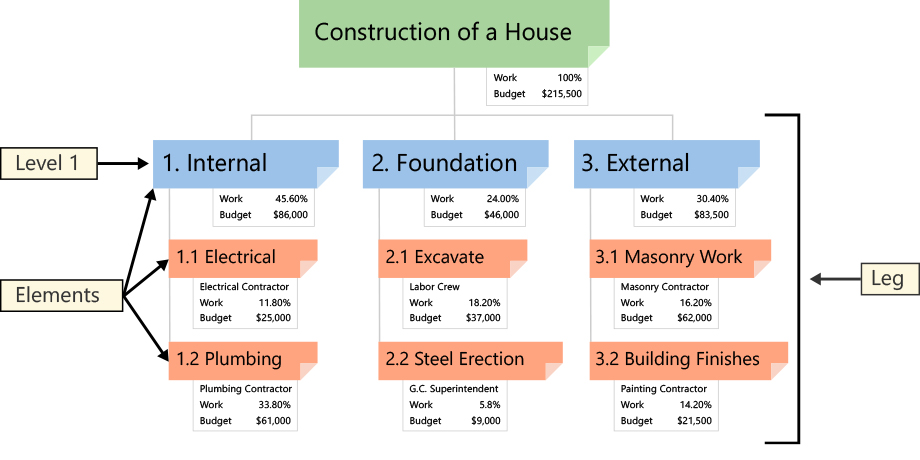 Construction of a House
Work 100%
Budget $215,500
Level 1
1. Internal
Work 45.60%
Budget $86,000
2. Foundation
Work 24.00%
Budget $46,000
3. External
Work 30.40%
Budget $83,500
Elements
Leg
1.1 Electrical
Electrical Contractor
Work 11.80%
Budget $25,000
2.1 Excavate
Labor Crew
Work 18.20%
Budget $37,000
3.1 Masonry Work
Masonry Contractor
Work 16.20%
Budget $62,000
1.2 Plumbing
Plumbing Contractor
Work 33.80%
Budget $61,000
2.2 Steel Erection
G.C. Superintendent
Work 5.8%
Budget $9,000
3.2 Building Finishes
Painting Contractor
Work 14.20%
Budget $21,500